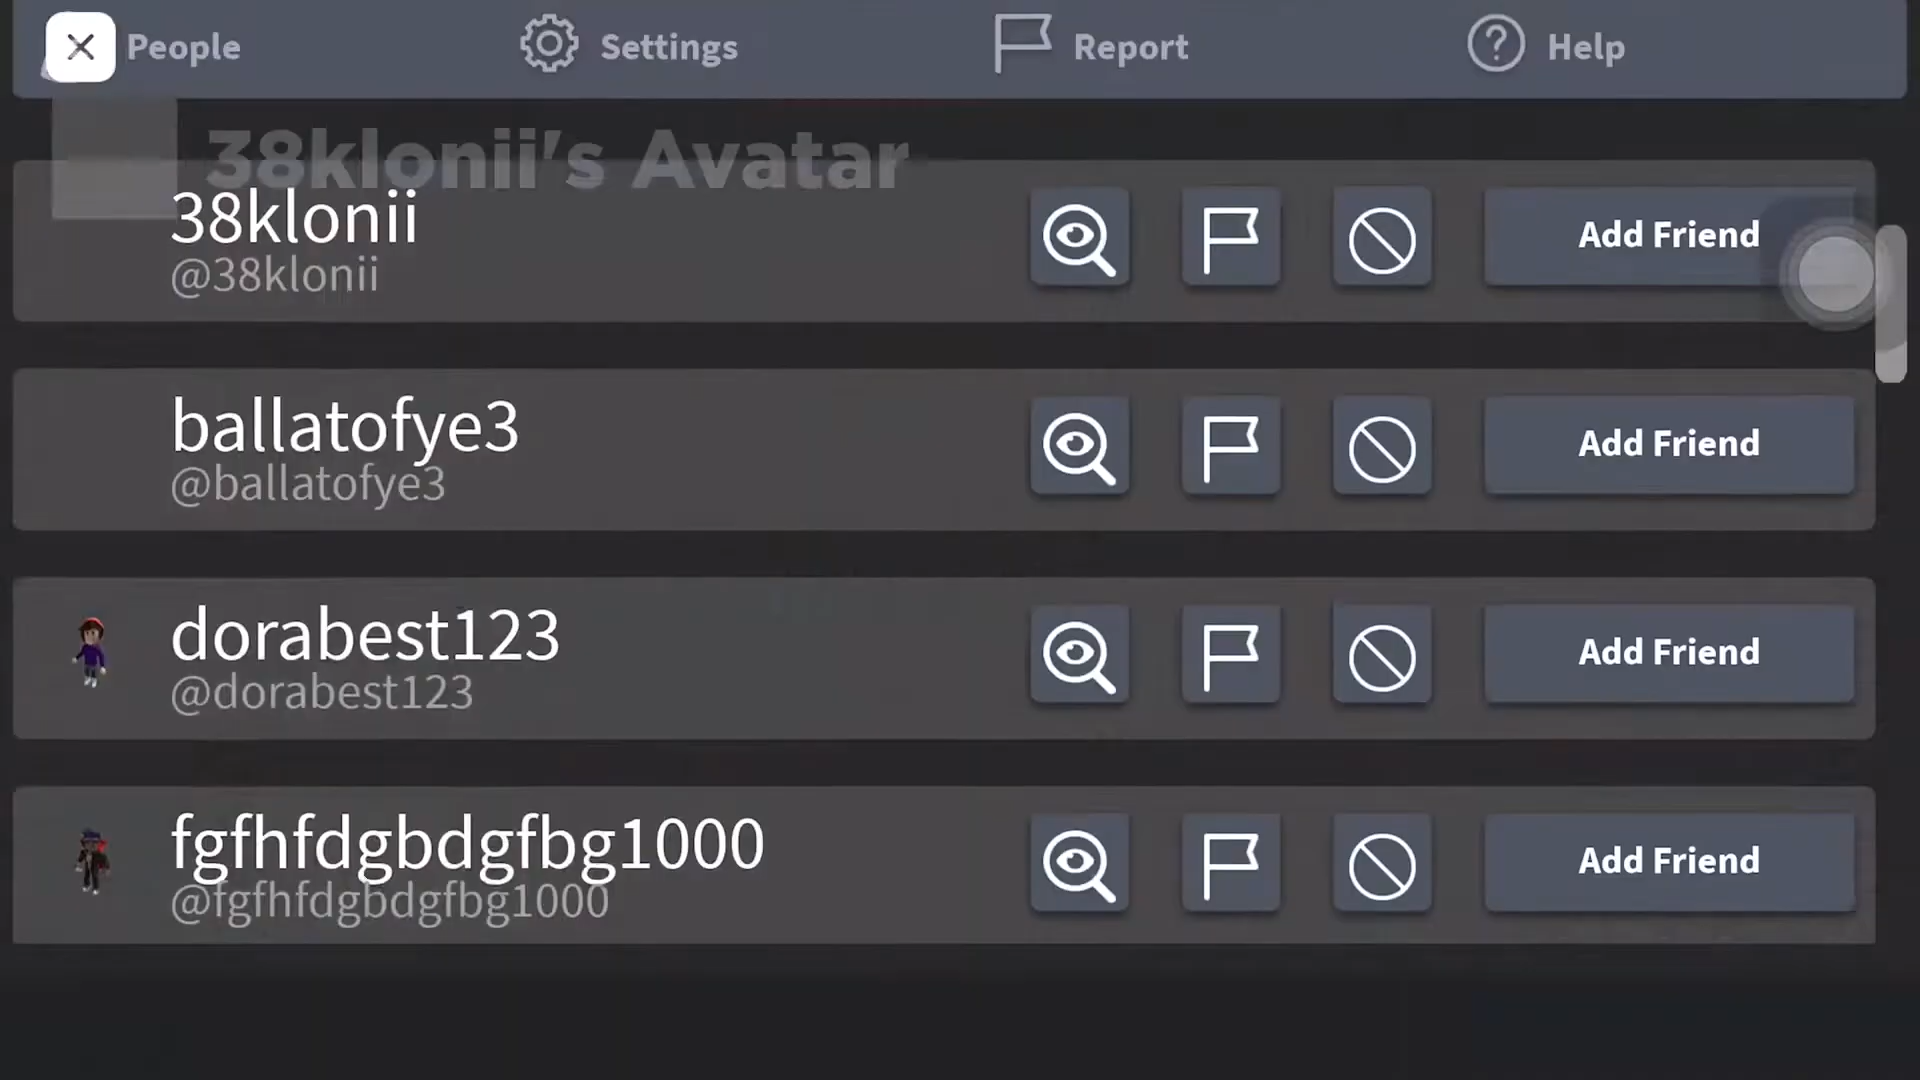 People
Settings
Report
Help
38klonii's Avatar
38klonii
@38klonii
Add Friend
ballatofye3
@ballatofye3
Add Friend
dorabest123
@dorabest123
Add Friend
fgfhfdgbdgfbg1000
@fgfhfdgbdgfbg1000
Add Friend